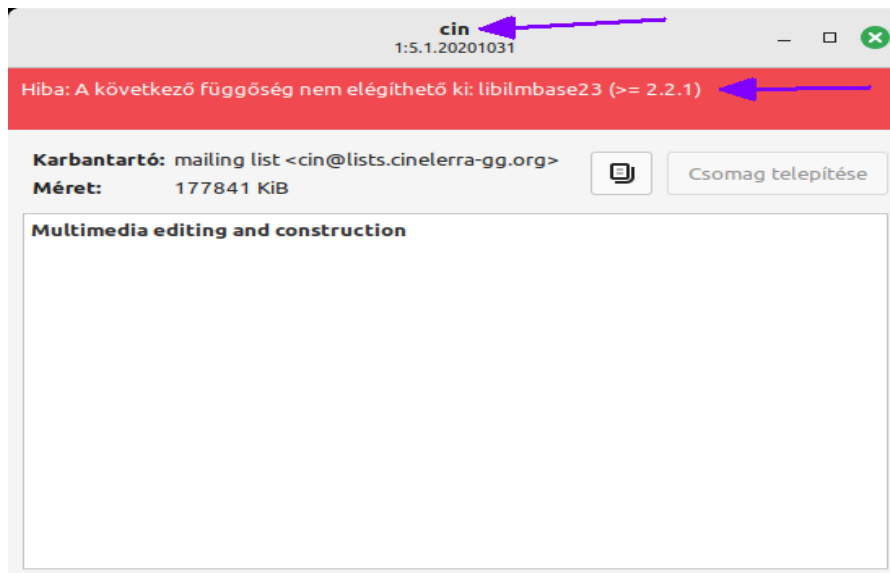 cin
1:5.1.20201031
Hiba: A következő függőség nem elégíthető ki: libilmbase23 (>= 2.2.1)
Karbantartó: mailing list <cin@lists.cinelerra-gg.org>
Csomag telepítése
Méret: 177841 KiB
Multimedia editing and construction